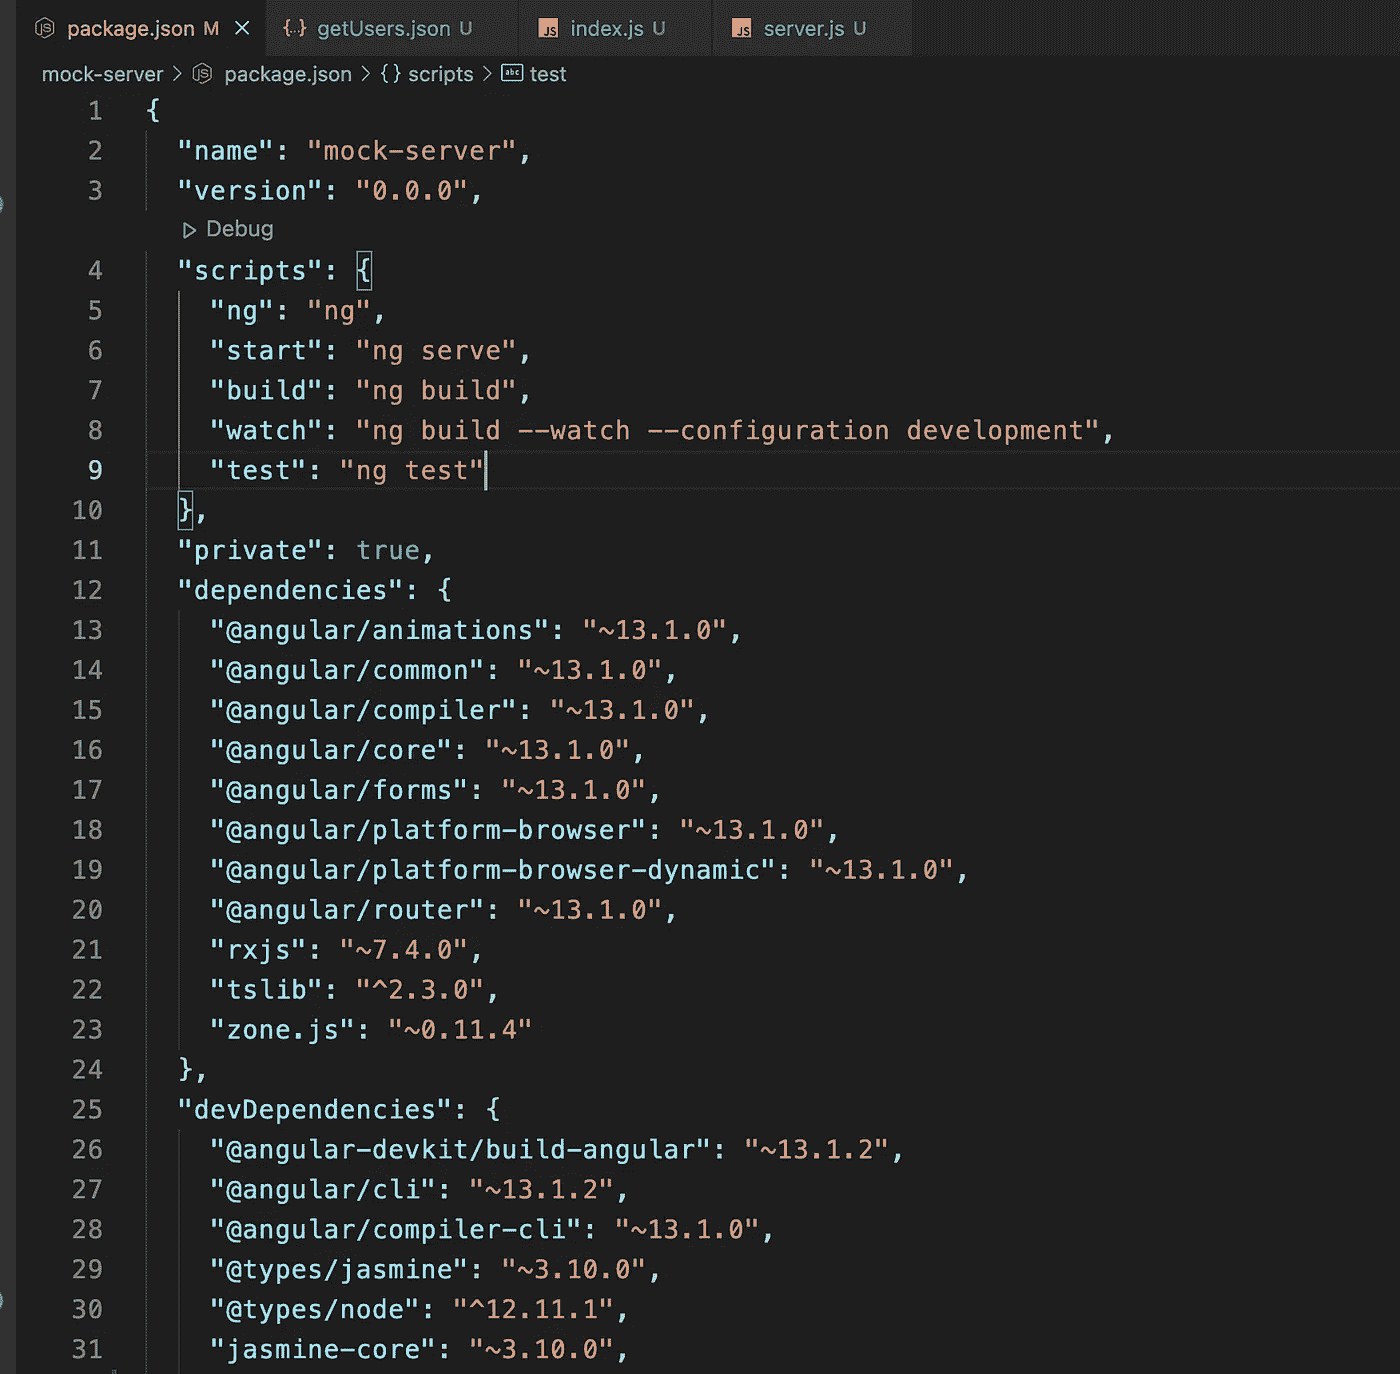 package.json M × {..} getUsers.json U JS index.js U JS server.js U
mock-server > JS package.json > {} scripts > abc test
1 {
2 "name": "mock-server",
3 "version": "0.0.0",
Debug
4 "scripts": {
5 "ng": "ng",
6 "start": "ng serve",
7 "build": "ng build",
8 "watch": "ng build --watch --configuration development",
9 "test": "ng test"
10 },
11 "private": true,
12 "dependencies": {
13 "@angular/animations": "~13.1.0",
14 "@angular/common": "~13.1.0",
15 "@angular/compiler": "~13.1.0",
16 "@angular/core": "~13.1.0",
17 "@angular/forms": "~13.1.0",
18 "@angular/platform-browser": "~13.1.0",
19 "@angular/platform-browser-dynamic": "~13.1.0",
20 "@angular/router": "~13.1.0",
21 "rxjs": "~7.4.0",
22 "tslib": "^2.3.0",
23 "zone.js": "~0.11.4"
24 },
25 "devDependencies": {
26 "@angular-devkit/build-angular": "~13.1.2",
27 "@angular/cli": "~13.1.2",
28 "@angular/compiler-cli": "~13.1.0",
29 "@types/jasmine": "~3.10.0",
30 "@types/node": "^12.11.1",
31 "jasmine-core": "~3.10.0",